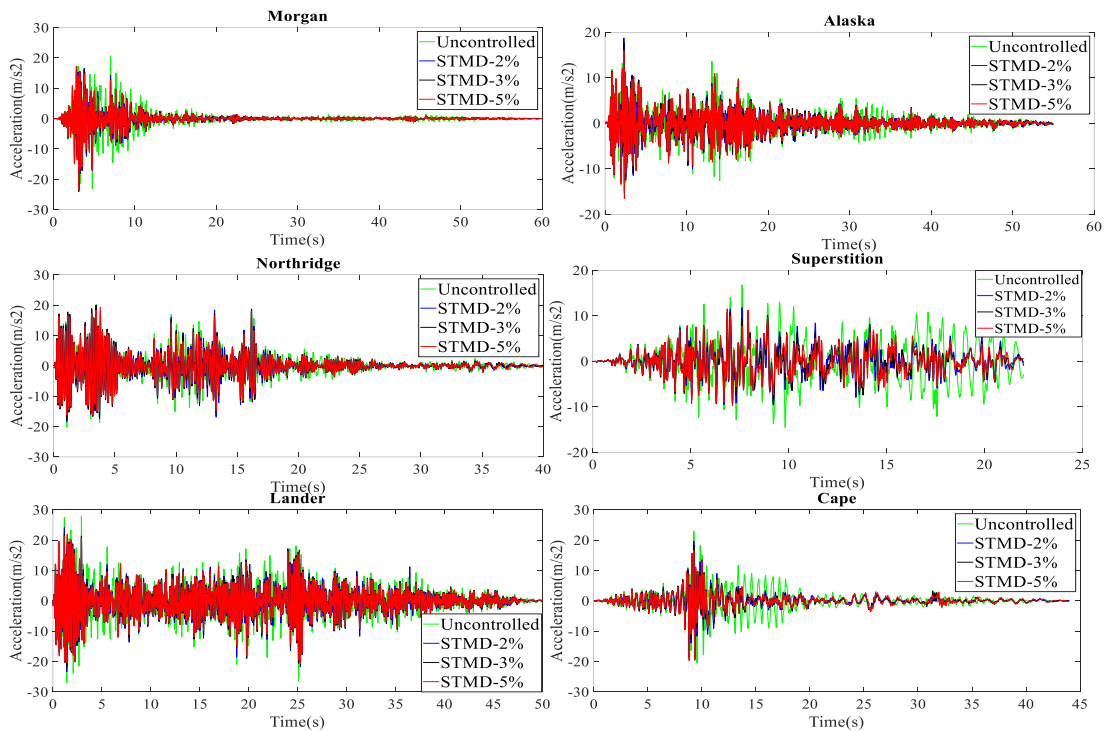 Morgan
30
20
10
0
-10
-20
-30
0 10 20 30 40 50 60
Acceleration(m/s2)
Time(s)
Uncontrolled
STMD-2%
STMD-3%
STMD-5%
Alaska
20
10
0
-10
-20
0 10 20 30 40 50 60
Acceleration(m/s2)
Time(s)
Uncontrolled
STMD-2%
STMD-3%
STMD-5%
Northridge
30
20
10
0
-10
-20
-30
0 5 10 15 20 25 30 35 40
Acceleration(m/s2)
Time(s)
Uncontrolled
STMD-2%
STMD-3%
STMD-5%
Superstition
20
10
0
-10
-20
0 5 10 15 20 25
Acceleration(m/s2)
Time(s)
Uncontrolled
STMD-2%
STMD-3%
STMD-5%
Lander
30
20
10
0
-10
-20
-30
0 5 10 15 20 25 30 35 40 45 50
Acceleration(m/s2)
Time(s)
Uncontrolled
STMD-2%
STMD-3%
STMD-5%
Cape
30
20
10
0
-10
-20
-30
0 5 10 15 20 25 30 35 40 45
Acceleration(m/s2)
Time(s)
Uncontrolled
STMD-2%
STMD-3%
STMD-5%